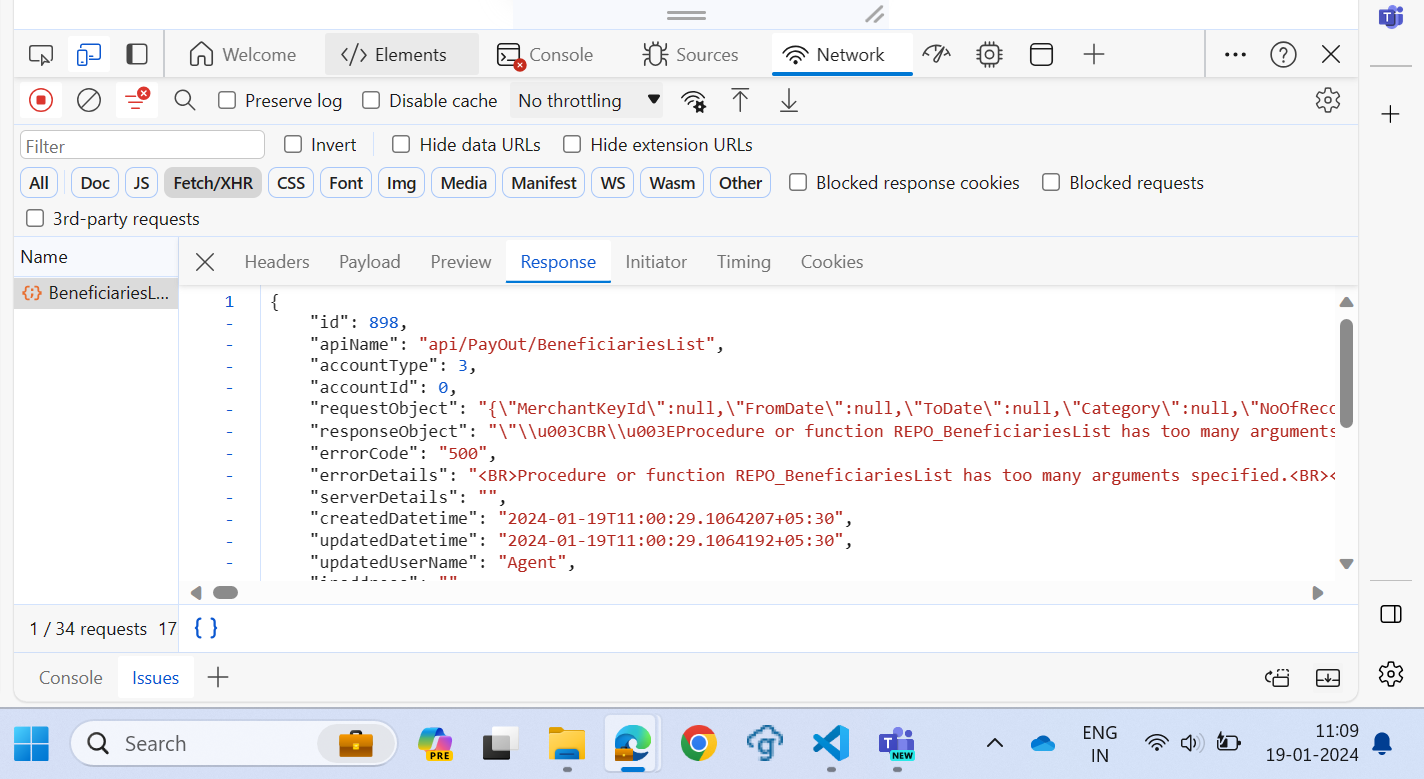 Welcome Elements Console Sources Network
Preserve log Disable cache No throttling
Filter Invert Hide data URLs Hide extension URLs
All Doc JS Fetch/XHR CSS Font Img Media Manifest WS Wasm Other Blocked response cookies Blocked requests
3rd-party requests
Name Headers Payload Preview Response Initiator Timing Cookies
BeneficiariesL...
1 {
- "id": 898,
- "apiName": "api/PayOut/BeneficiariesList",
- "accountType": 3,
- "accountId": 0,
- "requestObject": "{\"MerchantKeyId\":null,\"FromDate\":null,\"ToDate\":null,\"Category\":null,\"NoOfReco
- "responseObject": "\"\\u003CBR\\u003EProcedure or function REPO_BeneficiariesList has too many arguments
- "errorCode": "500",
- "errorDetails": "<BR>Procedure or function REPO_BeneficiariesList has too many arguments specified.<BR><
- "serverDetails": "",
- "createdDatetime": "2024-01-19T11:00:29.1064207+05:30",
- "updatedDatetime": "2024-01-19T11:00:29.1064192+05:30",
- "updatedUserName": "Agent",
1 / 34 requests 17 { }
Console Issues
Search PRE NEW ENG IN 11:09
19-01-2024